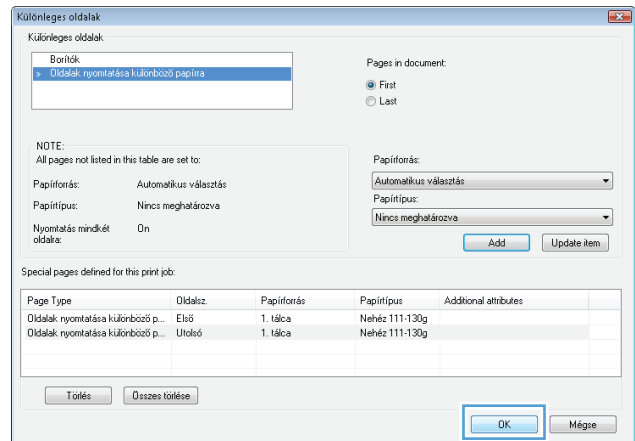 Különleges oldalak
Különleges oldalak
Borítók
» Oldalak nyomtatása különböző papírra
Pages in document:
First
Last
NOTE:
All pages not listed in this table are set to:
Papírforrás: Automatikus választás
Papírtípus: Nincs meghatározva
Nyomtatás mindkét oldalra: On
Papírforrás:
Automatikus választás
Papírtípus:
Nincs meghatározva
Add Update item
Special pages defined for this print job:
Page Type Oldalsz. Papírforrás Papírtípus Additional attributes
Oldalak nyomtatása különböző p... Első 1. tálca Nehéz 111-130g
Oldalak nyomtatása különböző p... Utolsó 1. tálca Nehéz 111-130g
Törlés Összes törlése
OK Mégse